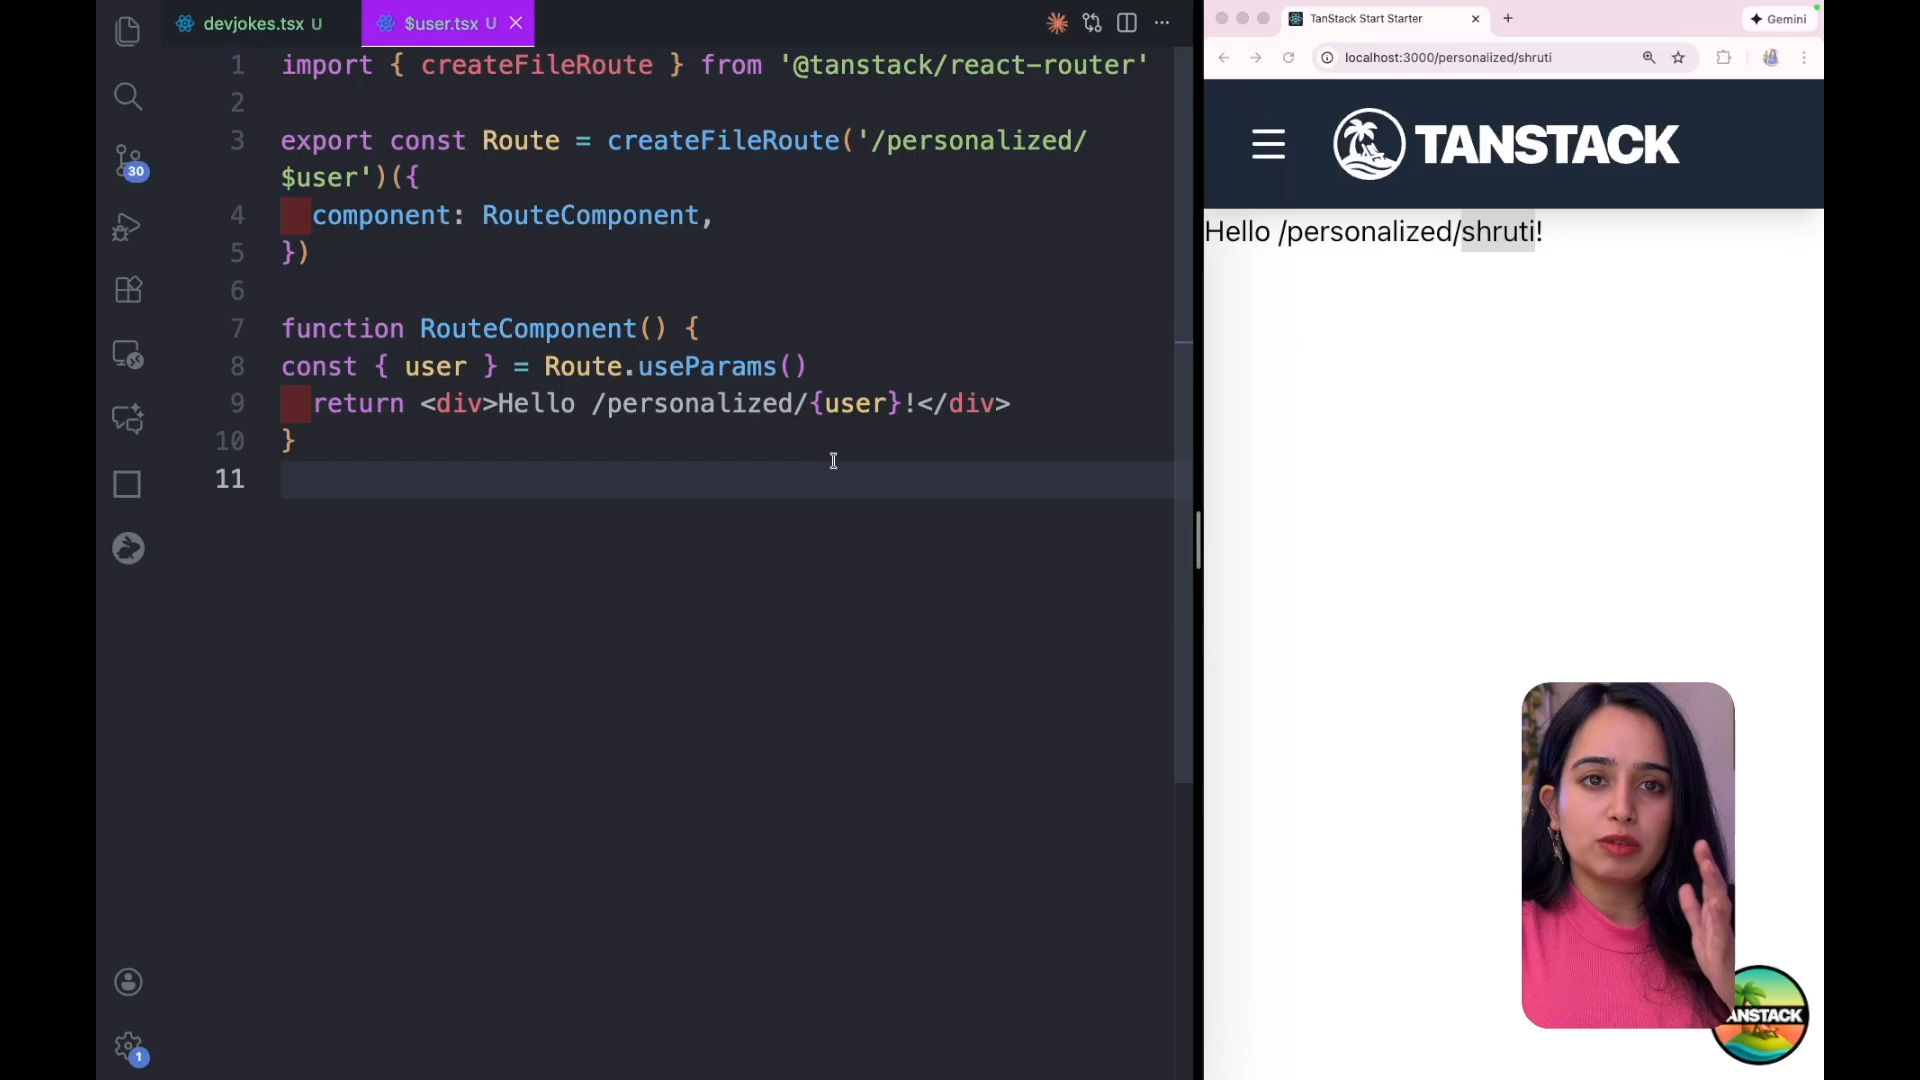 devjokes.tsx U
$user.tsx U
1 import { createFileRoute } from '@tanstack/react-router'
2
3 export const Route = createFileRoute('/personalized/
$user')({
4 component: RouteComponent,
5 })
6
7 function RouteComponent() {
8 const { user } = Route.useParams()
9 return <div>Hello /personalized/{user}!</div>
10 }
11
30
1
TanStack Start Starter
Gemini
localhost:3000/personalized/shruti
TANSTACK
Hello /personalized/shruti!
ANSTACK